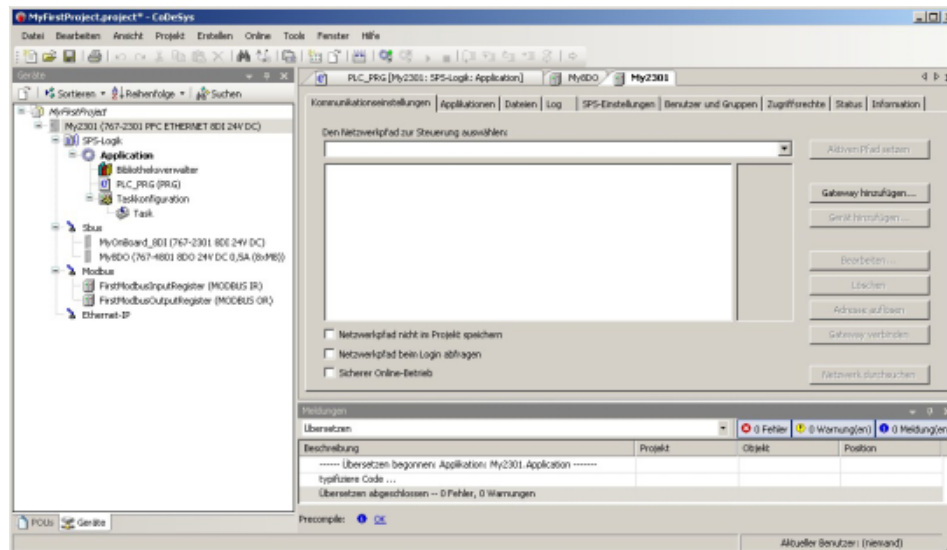 MyFirstProject.project* - CoDeSys
Datei Bearbeiten Ansicht Projekt Erstellen Online Tools Fenster Hilfe
Geräte
Sortieren Reihenfolge Suchen
MyFirstProject
My2301 (767-2301 PFC ETHERNET 8DI 24V DC)
SPS-Logik
Application
Bibliotheksverwalter
PLC_PRG (PRG)
Taskkonfiguration
Task
Sbus
MyOnBoard_8DI (767-2301 8DI 24V DC)
My8DO (767-4801 8DO 24V DC 0,5A (8xM8))
Modbus
FirstModbusInputRegister (MODBUS IR)
FirstModbusOutputRegister (MODBUS OR)
Ethernet-IP
POUs Geräte
PLC_PRG [My2301: SPS-Logik: Application] My8DO My2301
Kommunikationseinstellungen Applikationen Dateien Log SPS-Einstellungen Benutzer und Gruppen Zugriffsrechte Status Information
Den Netzwerkpfad zur Steuerung auswählen:
Aktiven Pfad setzen
Gateway hinzufügen...
Gerät hinzufügen ...
Bearbeiten...
Löschen
Adresse auflösen
Gateway verbinden
Netzwerk durchsuchen
Netzwerkpfad nicht im Projekt speichern
Netzwerkpfad beim Login abfragen
Sicherer Online-Betrieb
Meldungen
Übersetzen 0 Fehler 0 Warnung(en) 0 Meldung(en
Beschreibung Projekt Objekt Position
------ Übersetzen begonnen: Applikation: My2301.Application -------
typifiziere Code ...
Übersetzen abgeschlossen -- 0 Fehler, 0 Warnungen
Precompile: OK
Aktueller Benutzer: (niemand)